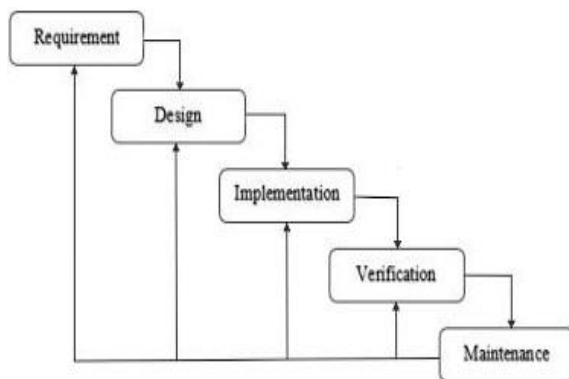 Requirement
Design
Implementation
Verification
Maintenance